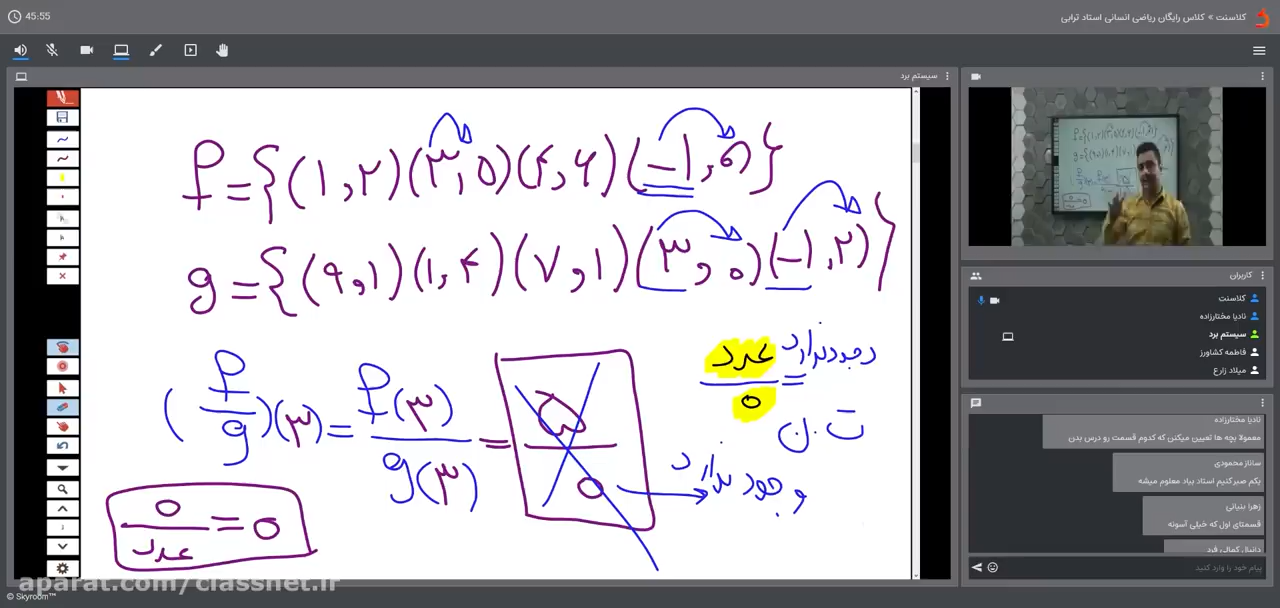 45:55
کلاسنت » کلاس رایگان ریاضی انسانی استاد ترابی
سیستم برد
f={(۱,۲)(۳,۵)(۴,۶)(-۱,۵)}
g={(۹,۱)(۱,۴)(۷,۱)(۳,۰)(-۱,۲)}
(f/g)(۳)=f(۳)/g(۳)=۵/۰
وجود ندارد
عدد/۰ = وجود ندارد
ت.ن
۰/عدد=۰
کاربران
کلاسنت
نادیا مختارزاده
سیستم برد
فاطمه کشاورز
میلاد زارع
نادیا مختارزاده
معمولا بچه ها تعیین میکنن که کدوم قسمت رو درس بدن
ساناز محمودی
یکم صبر کنیم استاد بیاد معلوم میشه
زهرا بنیانی
قسمتای اول که خیلی آسونه
دانیال کمالی فرد
پیام خود را وارد کنید
aparat.com/classnet.ir
© Skyroom™